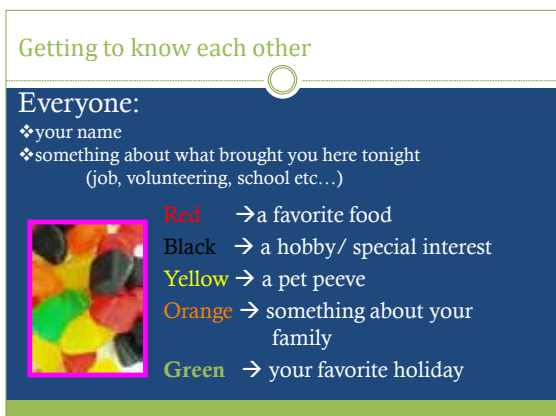 Getting to know each other
Everyone:
❖your name
❖something about what brought you here tonight
(job, volunteering, school etc…)
Red →a favorite food
Black → a hobby/ special interest
Yellow → a pet peeve
Orange → something about your
family
Green → your favorite holiday